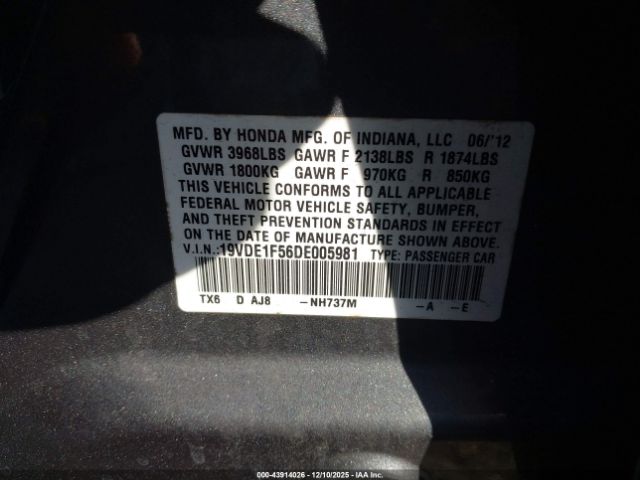 MFD. BY HONDA MFG. OF INDIANA, LLC 06/'12
GVWR 3968LBS GAWR F 2138LBS R 1874LBS
GVWR 1800KG GAWR F 970KG R 850KG
THIS VEHICLE CONFORMS TO ALL APPLICABLE
FEDERAL MOTOR VEHICLE SAFETY, BUMPER,
AND THEFT PREVENTION STANDARDS IN EFFECT
ON THE DATE OF MANUFACTURE SHOWN ABOVE.
V.I.N.:19VDE1F56DE005981 TYPE: PASSENGER CAR
TX6 D AJ8 -NH737M -A -E
000-43914026 - 12/10/2025 - IAA Inc.